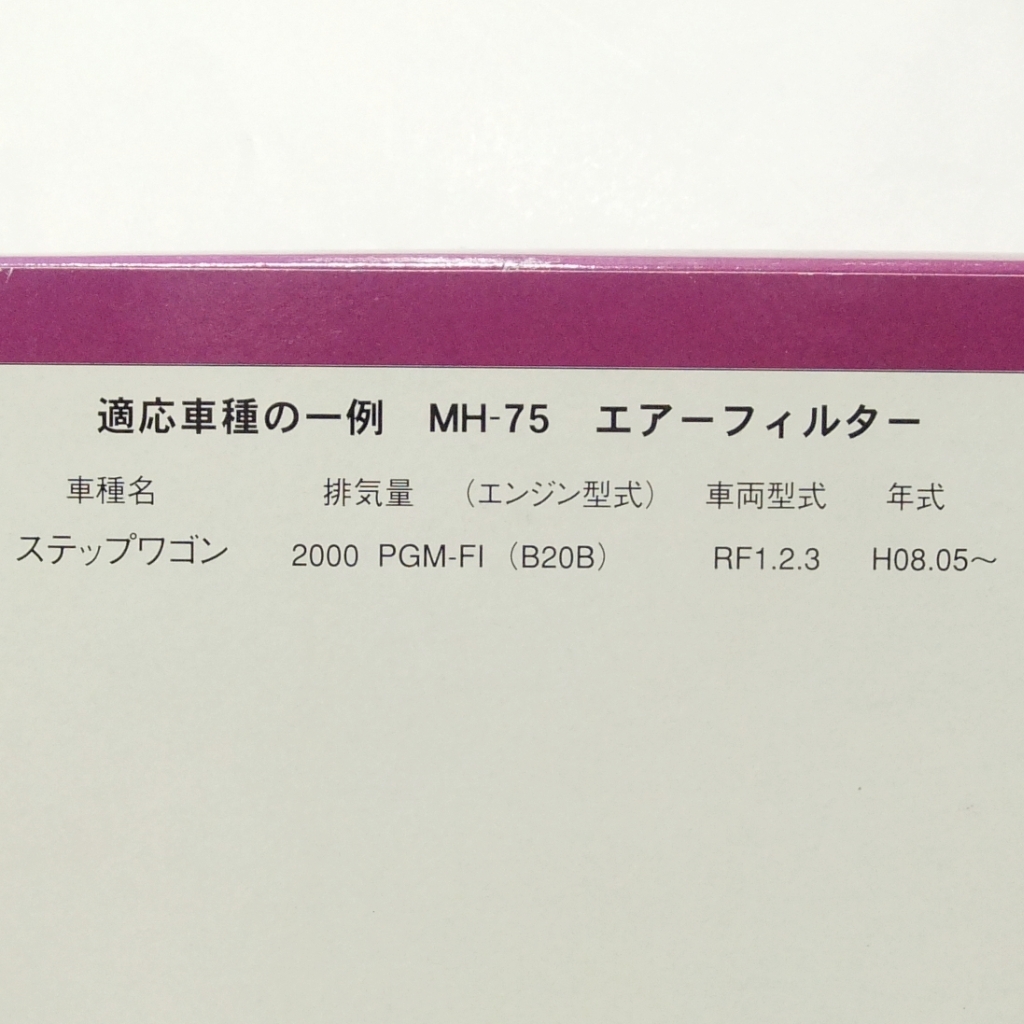 適応車種の一例　MH-75　エアーフィルター
車種名　排気量　（エンジン型式）　車両型式　年式
ステップワゴン　2000 PGM-FI（B20B）　RF1.2.3　H08.05～